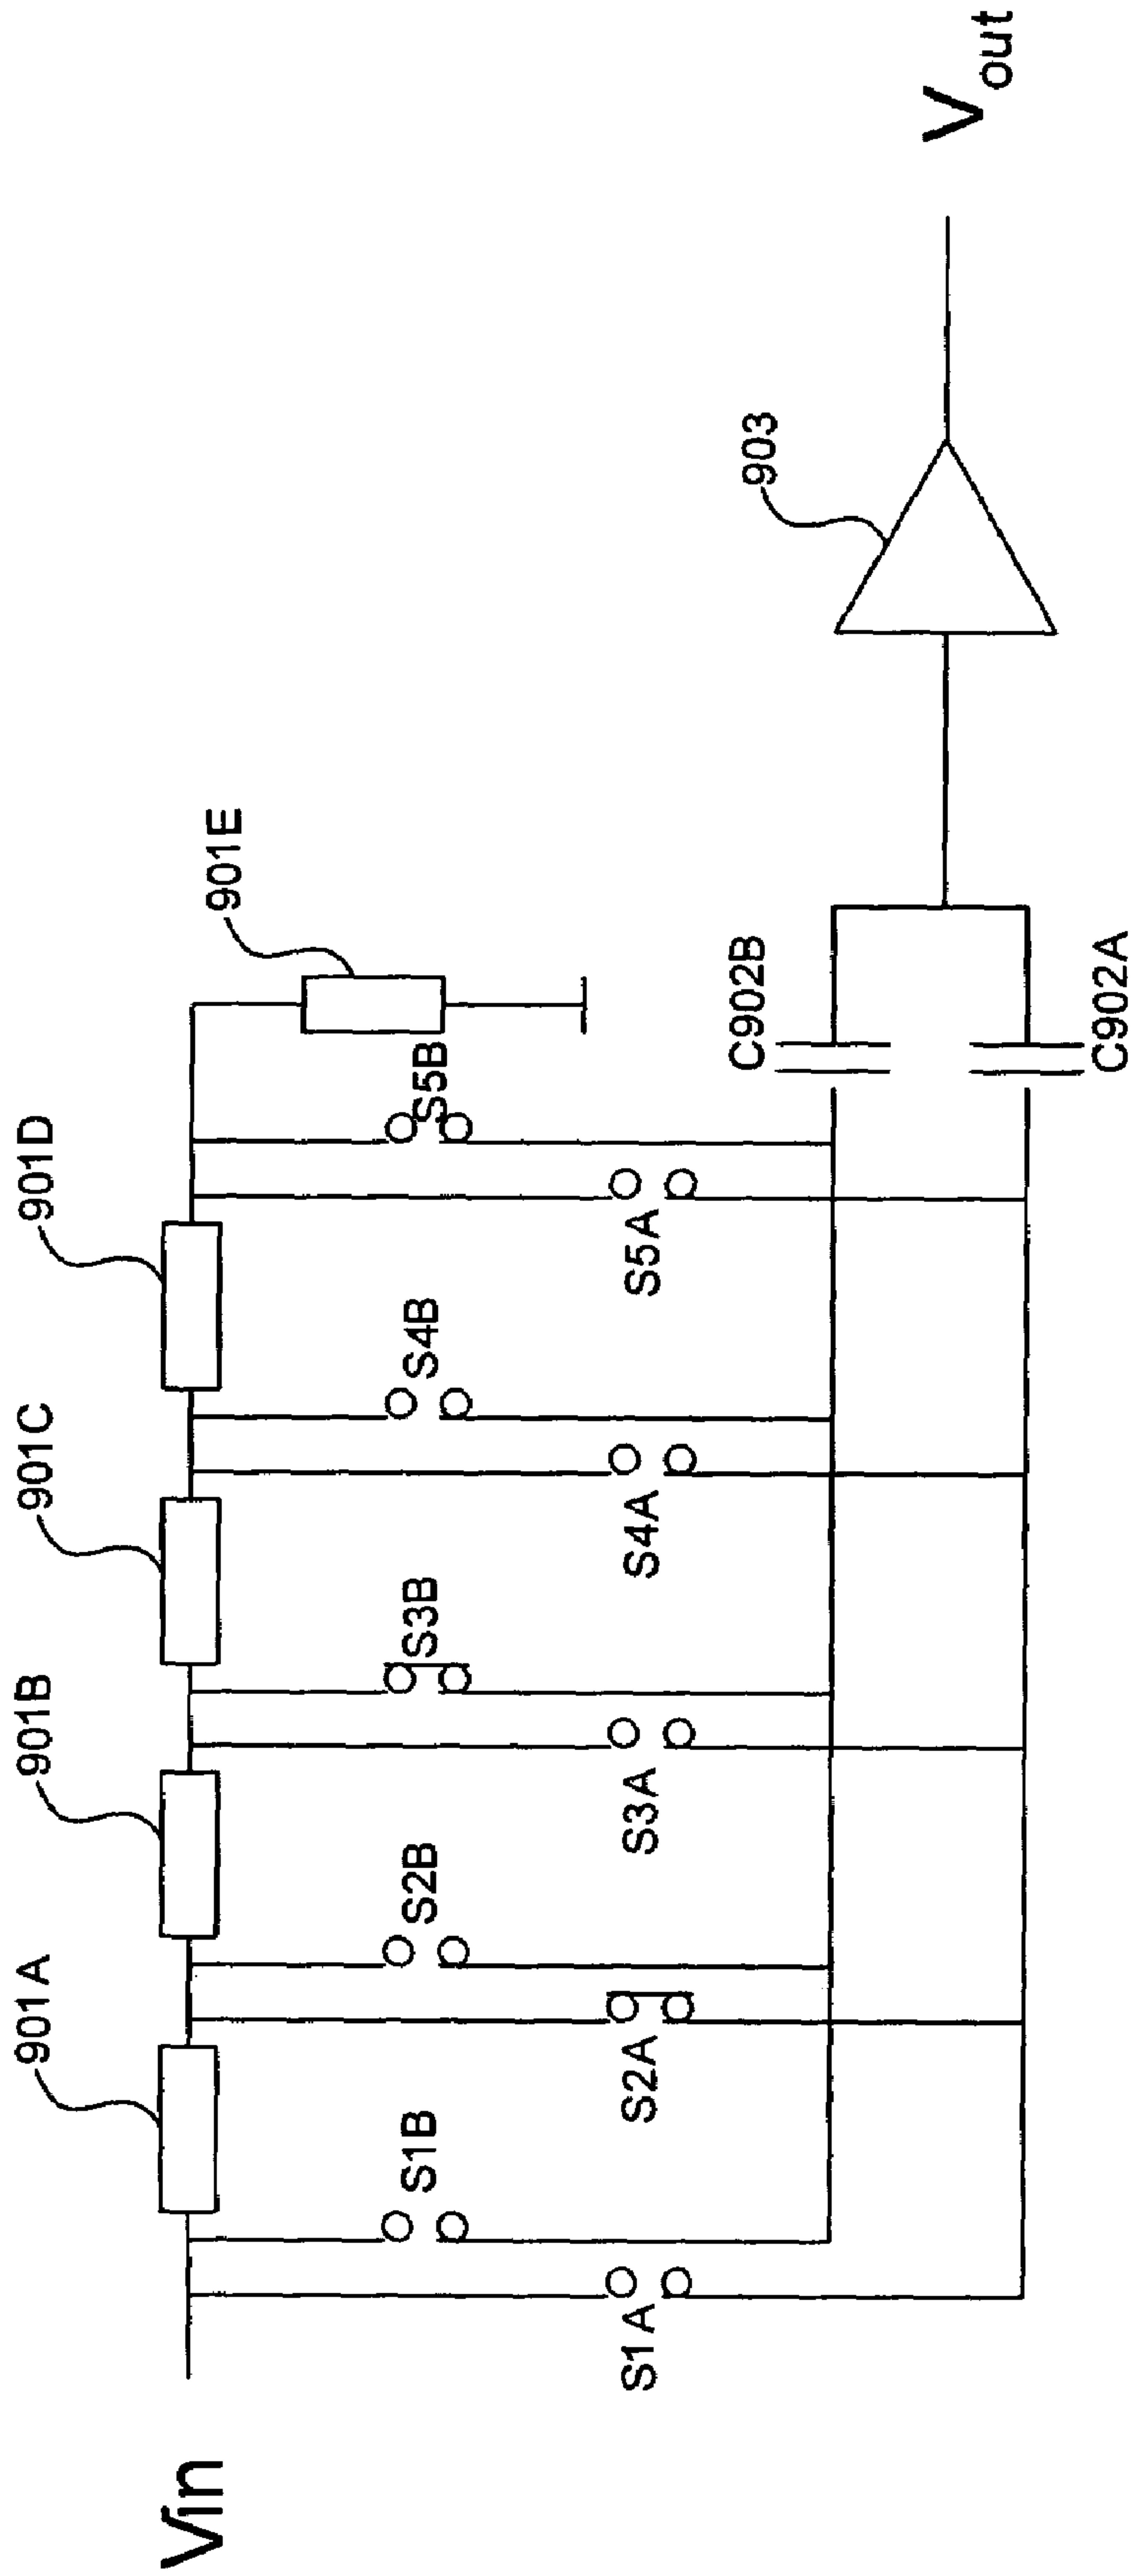 901A
901B
901C
901D
901E
Vin
S1B
S2B
S3B
S4B
S5B
S1A
S2A
S3A
S4A
S5A
903
C902B
C902A
Vout